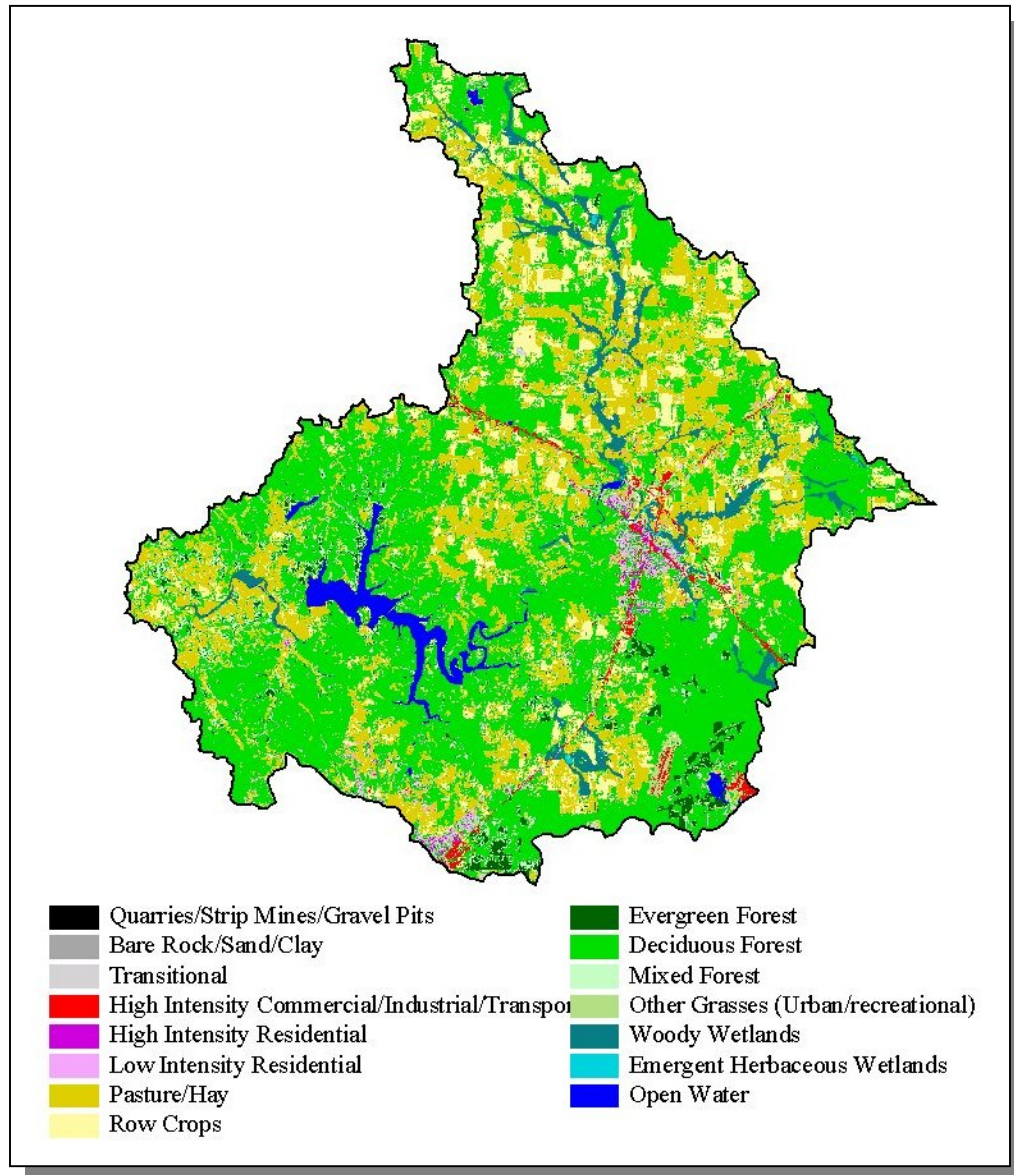 Quarries/Strip Mines/Gravel Pits
Bare Rock/Sand/Clay
Transitional
High Intensity Commercial/Industrial/Transpor
High Intensity Residential
Low Intensity Residential
Pasture/Hay
Row Crops
Evergreen Forest
Deciduous Forest
Mixed Forest
Other Grasses (Urban/recreational)
Woody Wetlands
Emergent Herbaceous Wetlands
Open Water